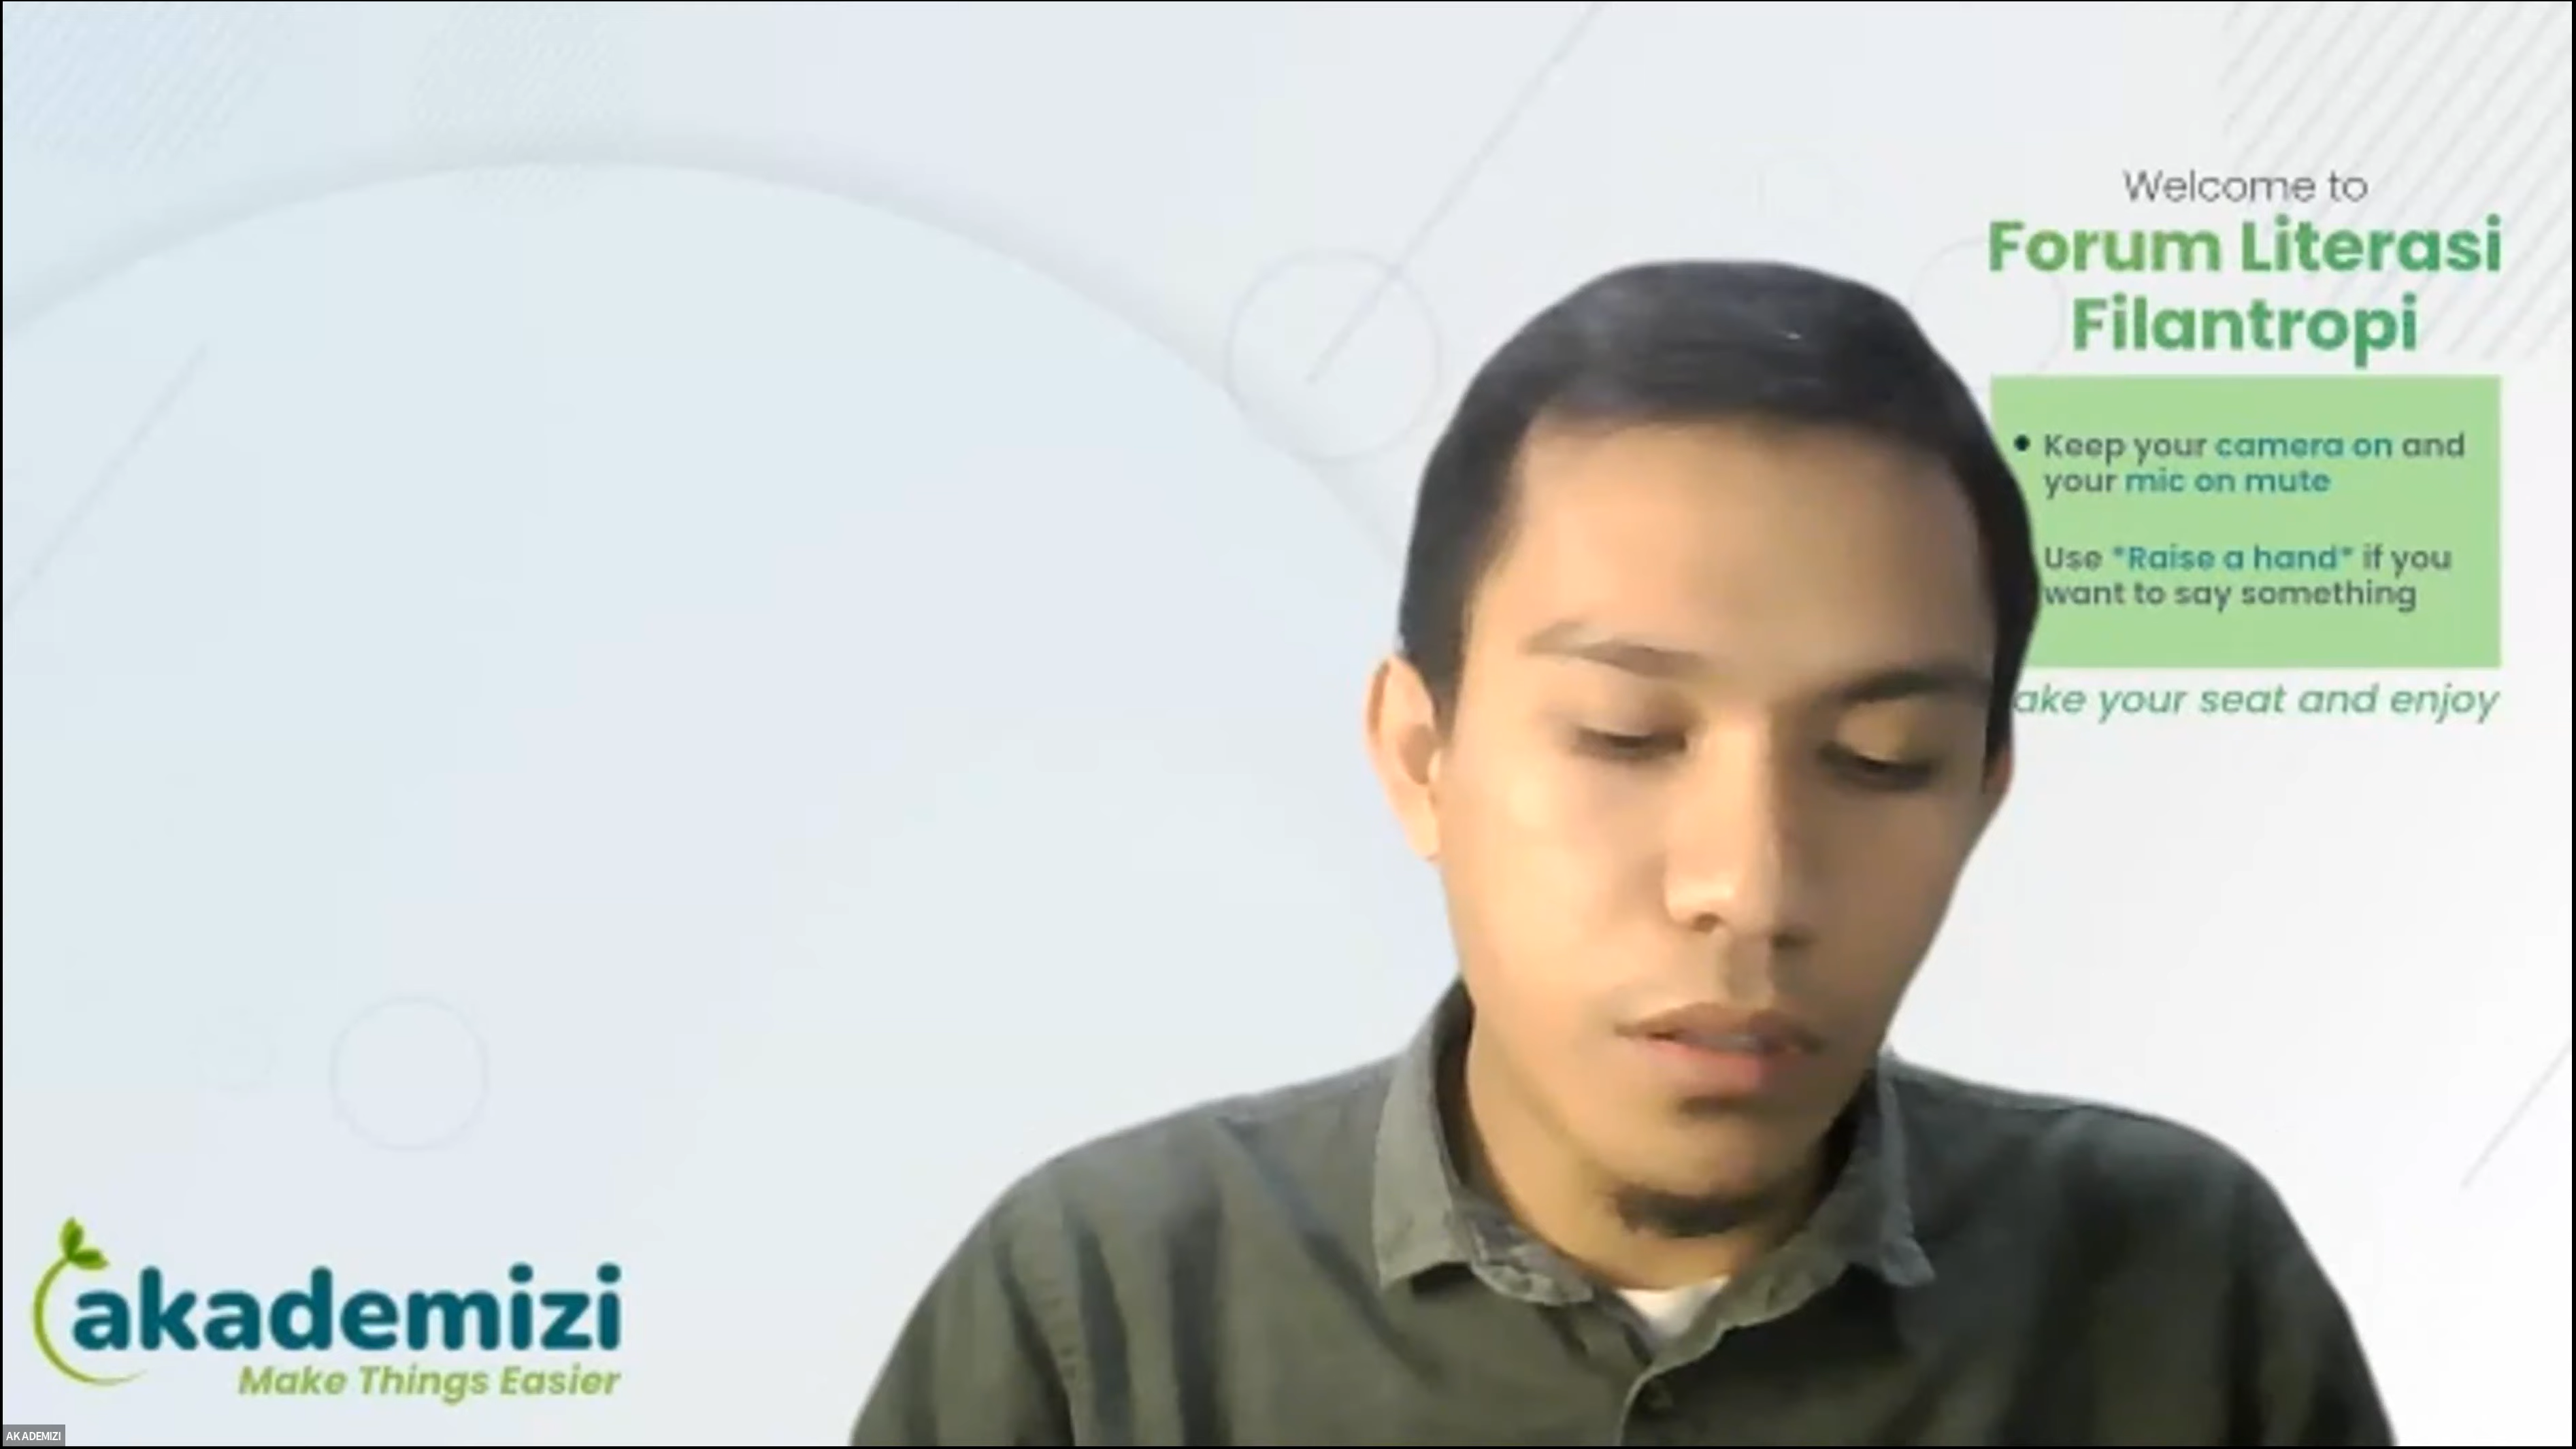 Welcome to
Forum Literasi
Filantropi
Keep your camera on and
your mic on mute
Use *Raise a hand* if you
want to say something
ake your seat and enjoy
akademizi
Make Things Easier
AKADEMIZI